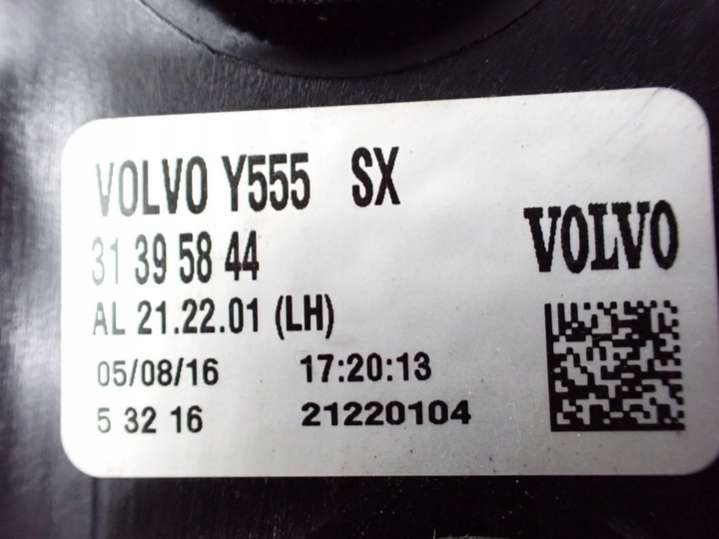 VOLVO Y555 SX
31 39 58 44
VOLVO
AL 21.22.01 (LH)
05/08/16 17:20:13
5 32 16 21220104